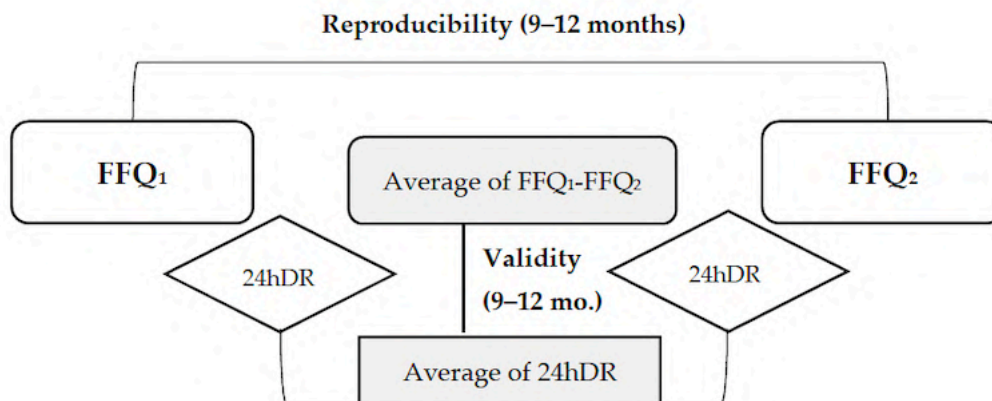 Reproducibility (9–12 months)
FFQ₁
Average of FFQ₁-FFQ₂
FFQ₂
24hDR
Validity
(9–12 mo.)
24hDR
Average of 24hDR